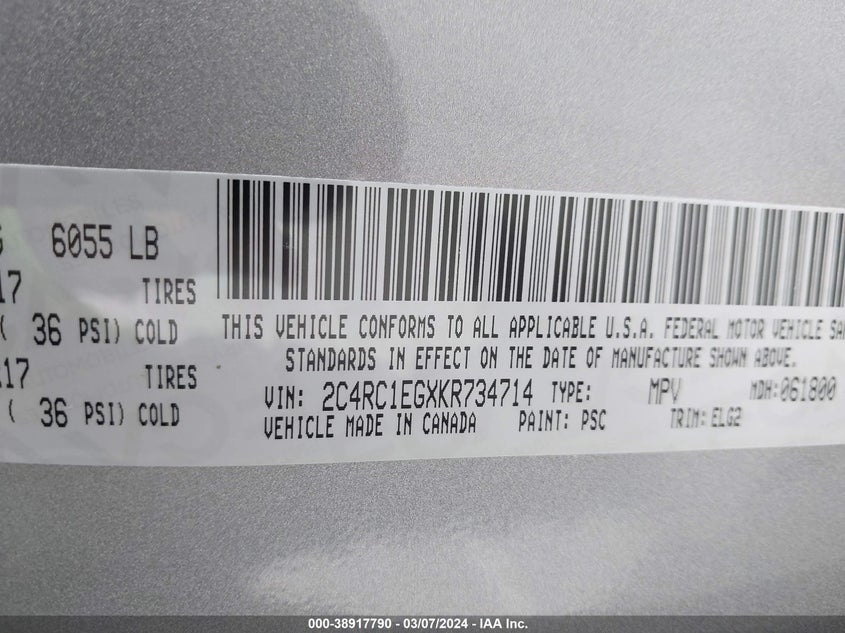 6055 LB
17 TIRES
( 36 PSI) COLD
17 TIRES
( 36 PSI) COLD
THIS VEHICLE CONFORMS TO ALL APPLICABLE U.S.A. FEDERAL MOTOR VEHICLE
STANDARDS IN EFFECT ON THE DATE OF MANUFACTURE SHOWN ABOVE.
VIN: 2C4RC1EGXKR734714 TYPE: MPV MDH: 061800
VEHICLE MADE IN CANADA PAINT: PSC TRIM: ELG2
000-38917790 - 03/07/2024 - IAA Inc.